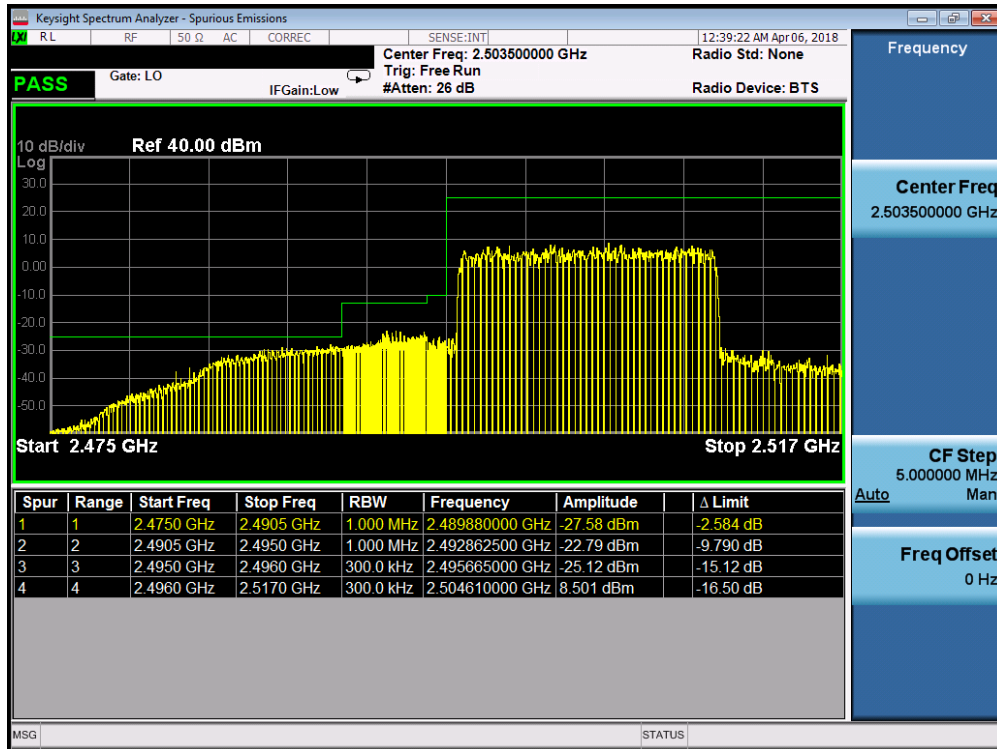 Keysight Spectrum Analyzer - Spurious Emissions
LXI RL RF 50 Ω AC CORREC SENSE:INT 12:39:22 AM Apr 06, 2018
Frequency
Center Freq: 2.503500000 GHz Radio Std: None
PASS Gate: LO Trig: Free Run
IFGain:Low #Atten: 26 dB Radio Device: BTS
10 dB/div Ref 40.00 dBm
Log
30.0
20.0
10.0
0.00
-10.0
-20.0
-30.0
-40.0
-50.0
Start 2.475 GHz Stop 2.517 GHz
Spur Range Start Freq Stop Freq RBW Frequency Amplitude Δ Limit
1 1 2.4750 GHz 2.4905 GHz 1.000 MHz 2.489880000 GHz -27.58 dBm -2.584 dB
2 2 2.4905 GHz 2.4950 GHz 1.000 MHz 2.492862500 GHz -22.79 dBm -9.790 dB
3 3 2.4950 GHz 2.4960 GHz 300.0 kHz 2.495665000 GHz -25.12 dBm -15.12 dB
4 4 2.4960 GHz 2.5170 GHz 300.0 kHz 2.504610000 GHz 8.501 dBm -16.50 dB
Center Freq
2.503500000 GHz
CF Step
5.000000 MHz
Auto Man
Freq Offset
0 Hz
MSG STATUS